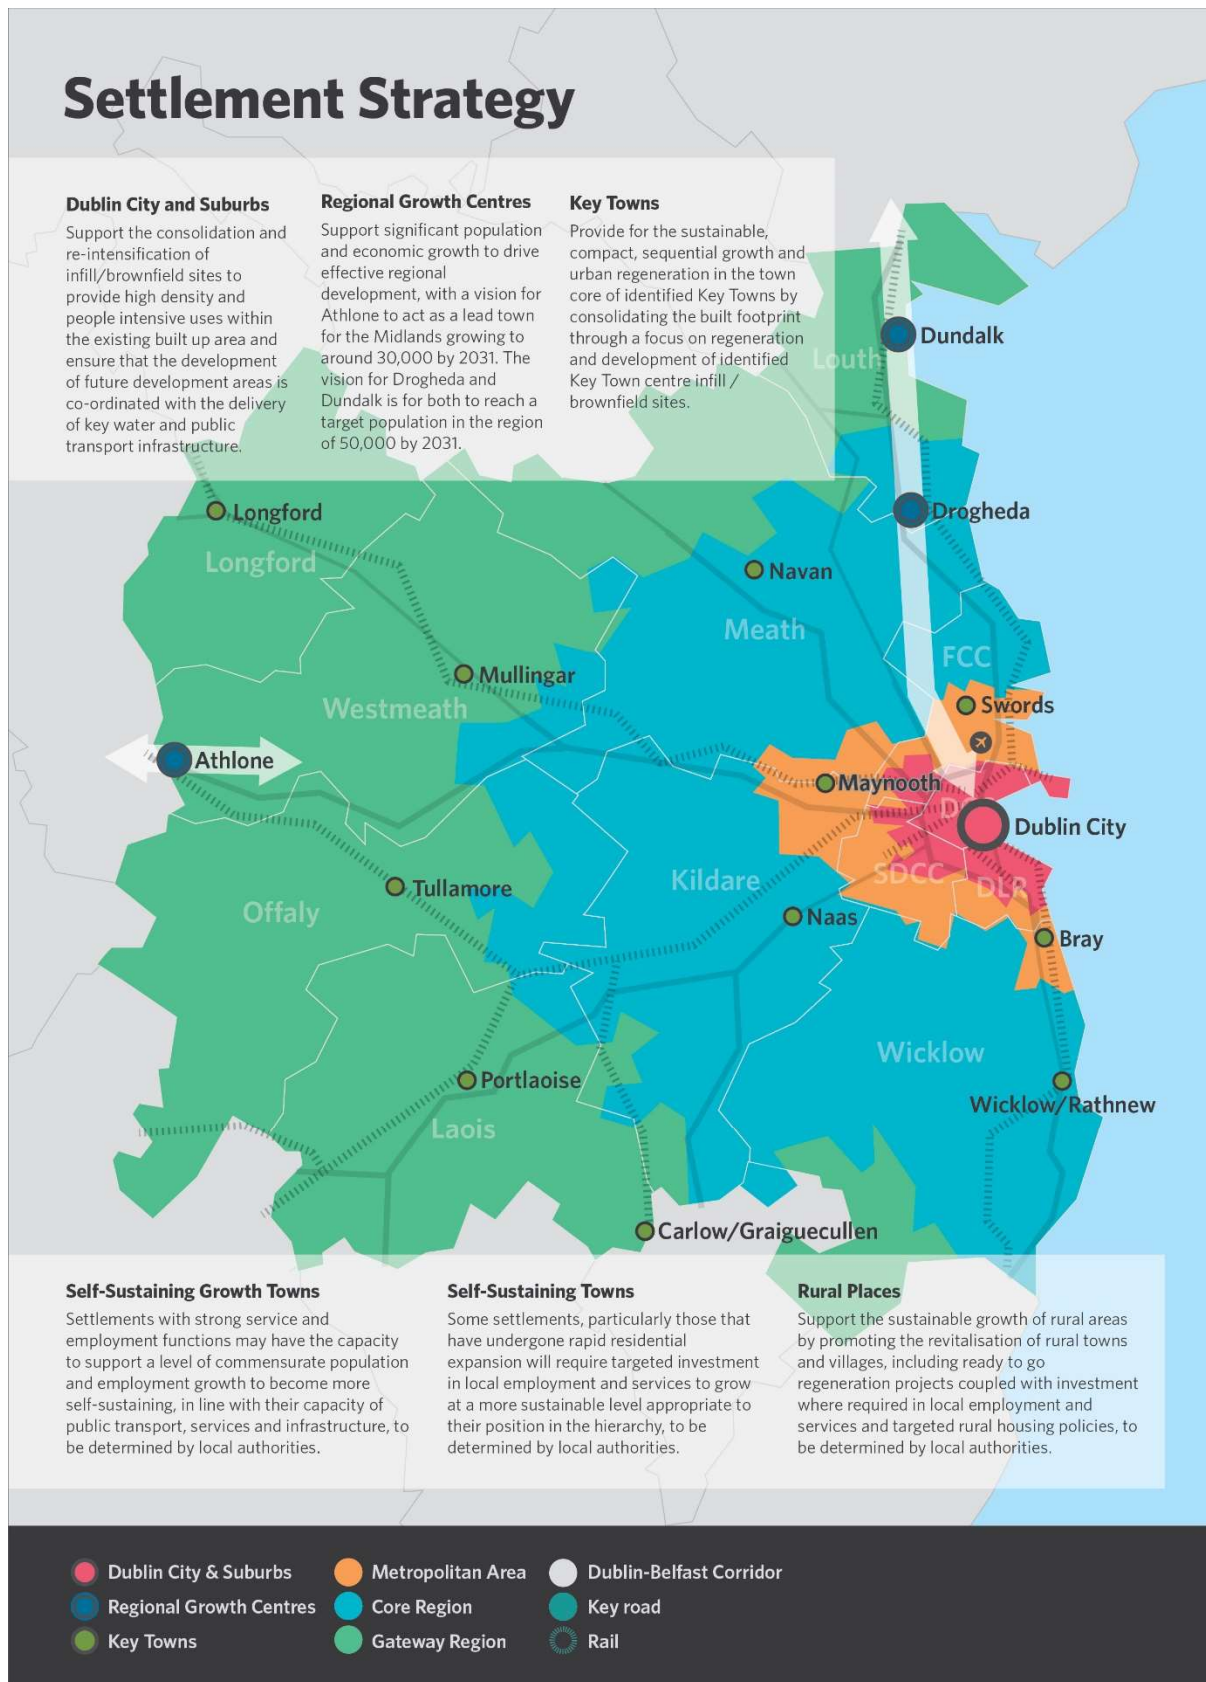 Settlement Strategy
Dublin City and Suburbs
Support the consolidation and
re-intensification of
infill/brownfield sites to
provide high density and
people intensive uses within
the existing built up area and
ensure that the development
of future development areas is
co-ordinated with the delivery
of key water and public
transport infrastructure.
Regional Growth Centres
Support significant population
and economic growth to drive
effective regional
development, with a vision for
Athlone to act as a lead town
for the Midlands growing to
around 30,000 by 2031. The
vision for Drogheda and
Dundalk is for both to reach a
target population in the region
of 50,000 by 2031.
Key Towns
Provide for the sustainable,
compact, sequential growth and
urban regeneration in the town
core of identified Key Towns by
consolidating the built footprint
through a focus on regeneration
and development of identified
Key Town centre infill /
brownfield sites.
Dundalk
Louth
Longford
Drogheda
Longford
Navan
Meath
FCC
Mullingar
Westmeath
Swords
Athlone
Maynooth
Dublin City
Kildare
SDCC
DLR
Tullamore
Offaly
Naas
Bray
Wicklow
Portlaoise
Wicklow/Rathnew
Laois
Carlow/Graiguecullen
Self-Sustaining Growth Towns
Settlements with strong service and
employment functions may have the capacity
to support a level of commensurate population
and employment growth to become more
self-sustaining, in line with their capacity of
public transport, services and infrastructure, to
be determined by local authorities.
Self-Sustaining Towns
Some settlements, particularly those that
have undergone rapid residential
expansion will require targeted investment
in local employment and services to grow
at a more sustainable level appropriate to
their position in the hierarchy, to be
determined by local authorities.
Rural Places
Support the sustainable growth of rural areas
by promoting the revitalisation of rural towns
and villages, including ready to go
regeneration projects coupled with investment
where required in local employment and
services and targeted rural housing policies, to
be determined by local authorities.
Dublin City & Suburbs
Regional Growth Centres
Key Towns
Metropolitan Area
Core Region
Gateway Region
Dublin-Belfast Corridor
Key road
Rail